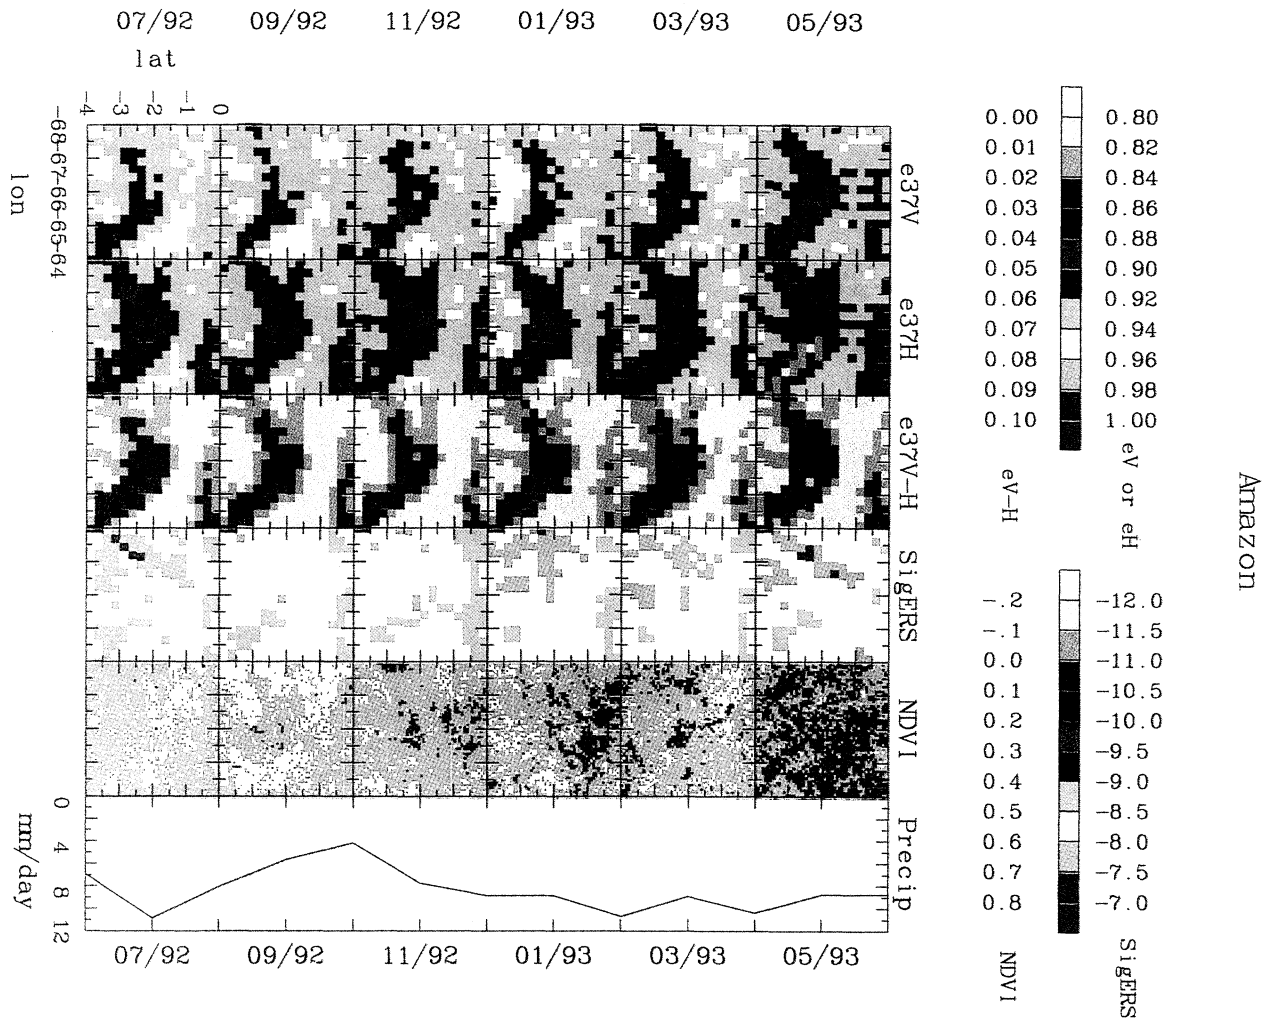 Amazon
07/92 09/92 11/92 01/93 03/93 05/93
lat
-4 -3 -2 -1 0
-68 -67 -66 -65 -64
lon
e37V
e37H
e37V-H
SigERS
NDVI
Precip
0 4 8 12
mm/day
07/92 09/92 11/92 01/93 03/93 05/93
0.00 0.80
0.01 0.82
0.02 0.84
0.03 0.86
0.04 0.88
0.05 0.90
0.06 0.92
0.07 0.94
0.08 0.96
0.09 0.98
0.10 1.00
eV-H
eV or eH
-.2 -12.0
-.1 -11.5
0.0 -11.0
0.1 -10.5
0.2 -10.0
0.3 -9.5
0.4 -9.0
0.5 -8.5
0.6 -8.0
0.7 -7.5
0.8 -7.0
NDVI
SigERS